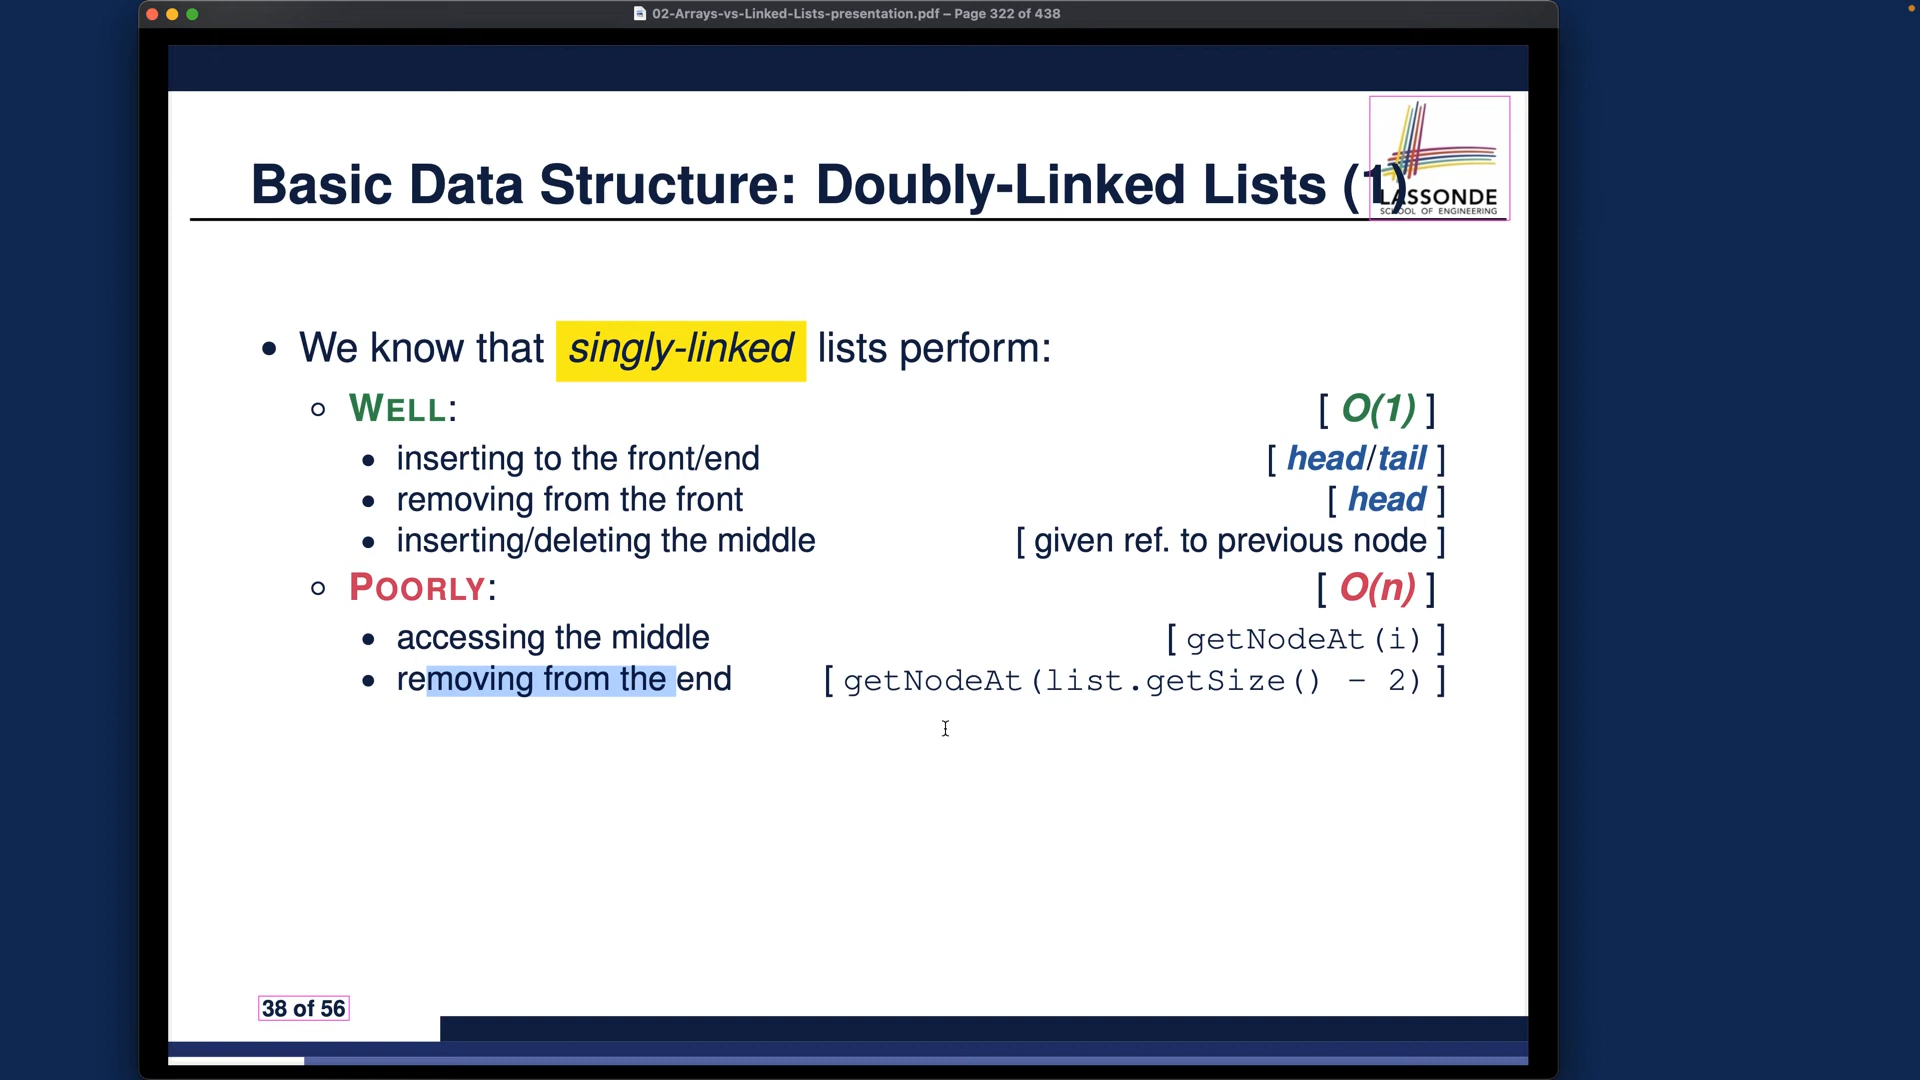 02-Arrays-vs-Linked-Lists-presentation.pdf – Page 322 of 438
LASSONDE
SCHOOL OF ENGINEERING
Basic Data Structure: Doubly-Linked Lists (1)
• We know that singly-linked lists perform:
○ WELL: [ O(1) ]
• inserting to the front/end [ head/tail ]
• removing from the front [ head ]
• inserting/deleting the middle [ given ref. to previous node ]
○ POORLY: [ O(n) ]
• accessing the middle [ getNodeAt(i) ]
• removing from the end [ getNodeAt(list.getSize() - 2) ]
38 of 56